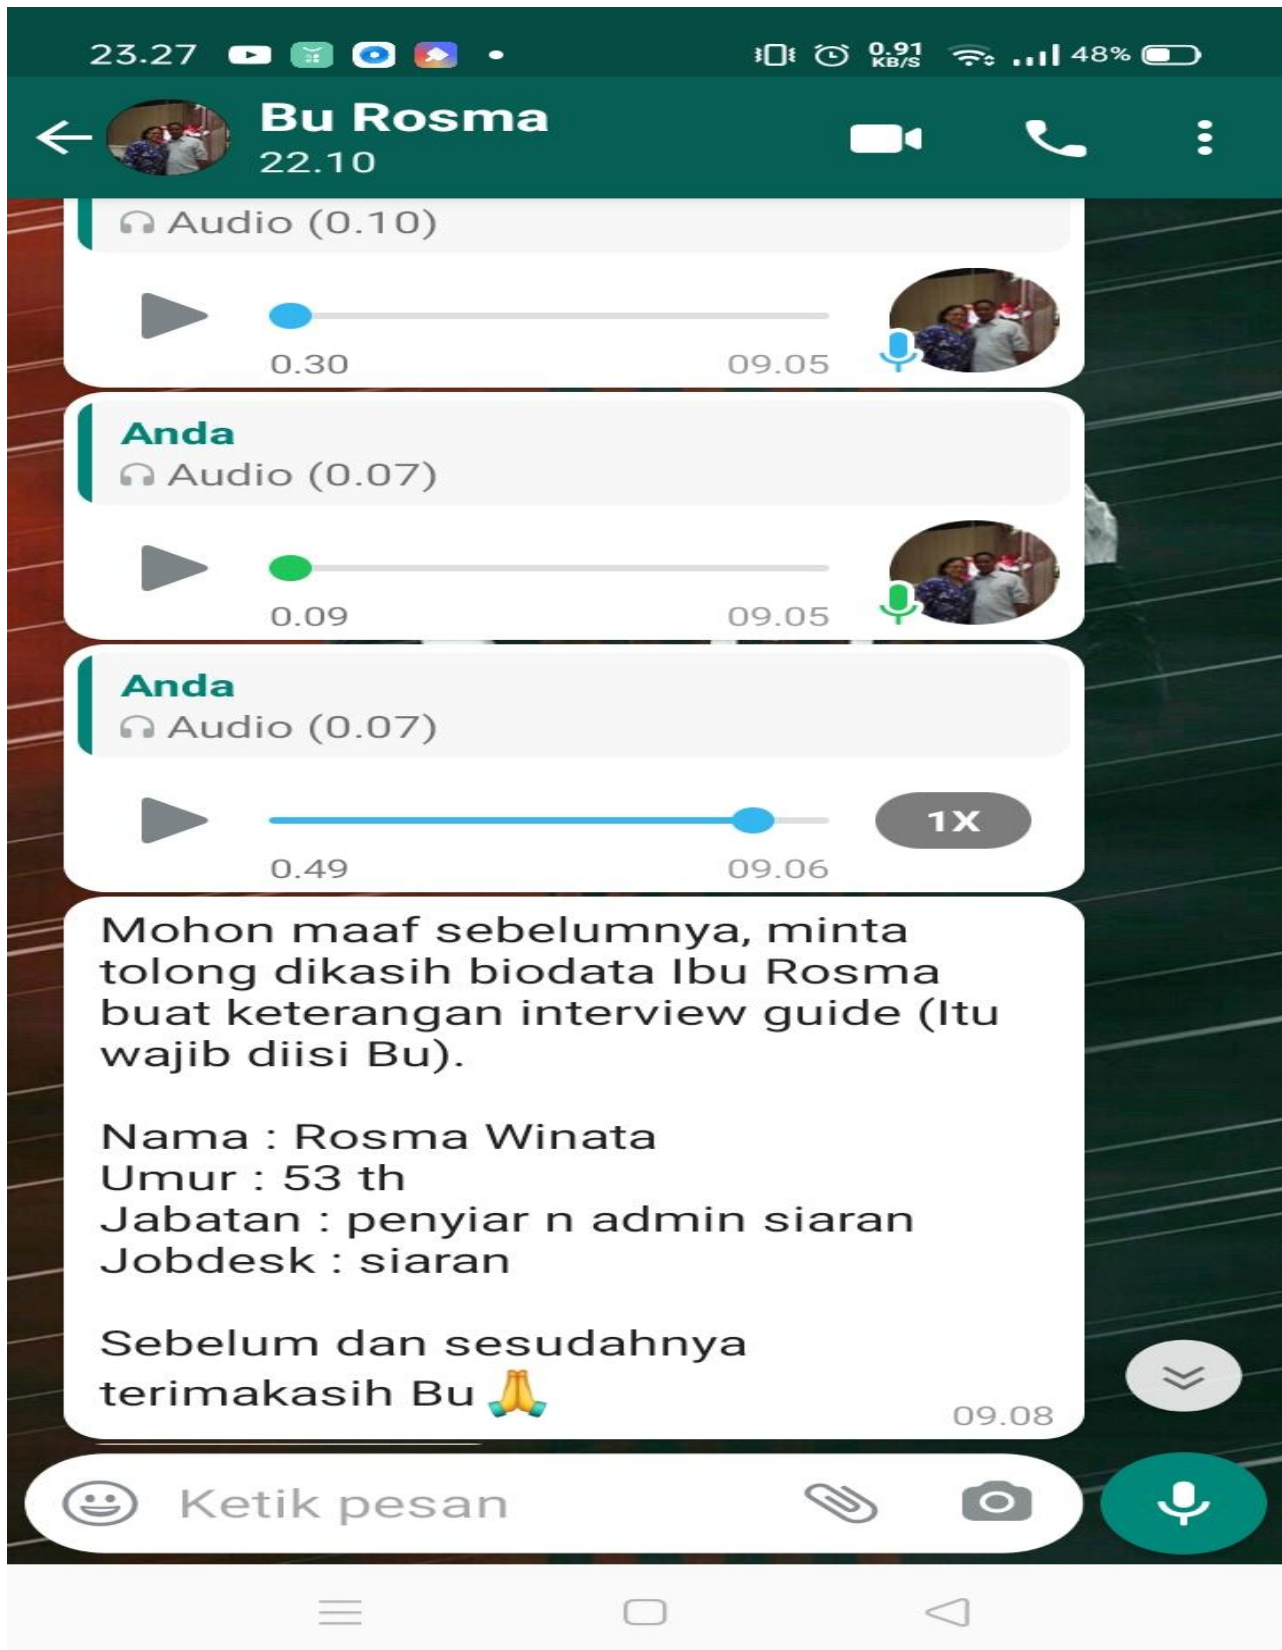 23.27 0.91 KB/S 48%
Bu Rosma
22.10
Audio (0.10)
0.30 09.05
Anda
Audio (0.07)
0.09 09.05
Anda
Audio (0.07)
1X
0.49 09.06
Mohon maaf sebelumnya, minta
tolong dikasih biodata Ibu Rosma
buat keterangan interview guide (Itu
wajib diisi Bu).
Nama : Rosma Winata
Umur : 53 th
Jabatan : penyiar n admin siaran
Jobdesk : siaran
Sebelum dan sesudahnya
terimakasih Bu 🙏
09.08
Ketik pesan